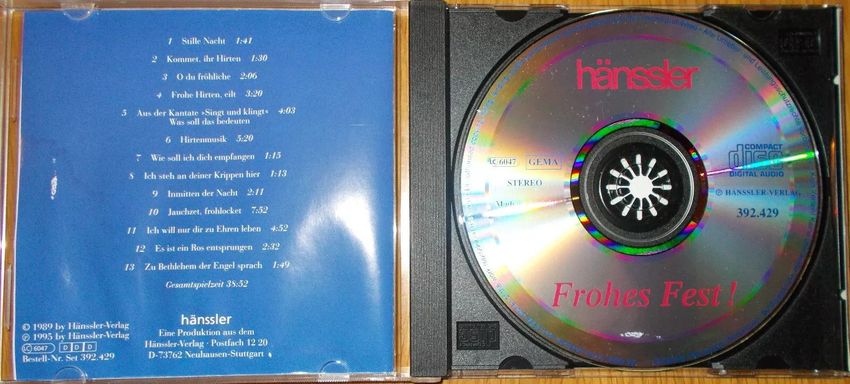 1 Stille Nacht 1:41
2 Kommet, ihr Hirten 1:30
3 O du fröhliche 2:06
4 Frohe Hirten, eilt 3:20
5 Aus der Kantate »Singt und klingt« 4:03
Was soll das bedeuten
6 Hirtenmusik 5:20
7 Wie soll ich dich empfangen 1:15
8 Ich steh an deiner Krippen hier 1:13
9 Inmitten der Nacht 2:11
10 Jauchzet, frohlocket 7:52
11 Ich will nur dir zu Ehren leben 4:52
12 Es ist ein Ros entsprungen 2:32
13 Zu Bethlehem der Engel sprach 1:49
Gesamtspielzeit 38:52
© 1989 by Hänssler-Verlag
℗ 1995 by Hänssler-Verlag
LC 6047 D D D
Bestell-Nr. Set 392.429
hänssler
Eine Produktion aus dem
Hänssler-Verlag · Postfach 12 20
D-73762 Neuhausen-Stuttgart
hänssler
LC 6047 GEMA
STEREO
Made
COMPACT
disc
DIGITAL AUDIO
℗ HÄNSSLER-VERLAG
392.429
Frohes Fest!